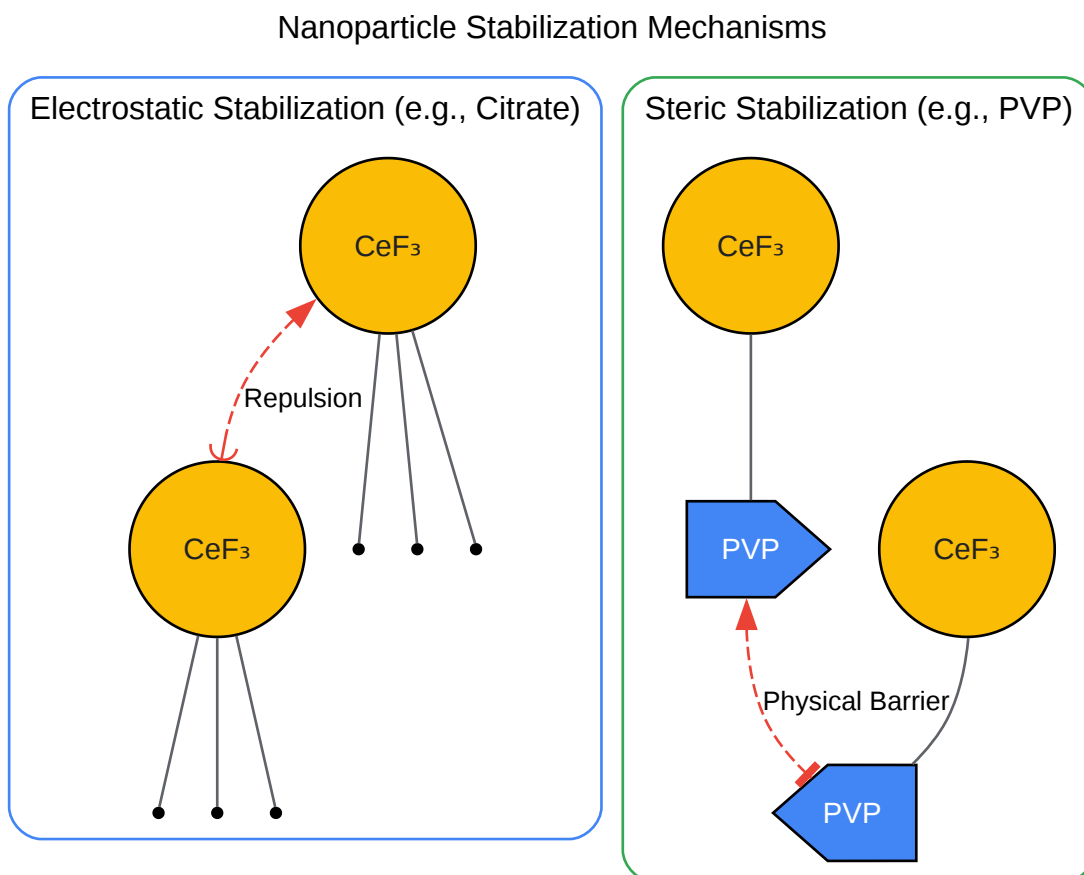 Nanoparticle Stabilization Mechanisms
Electrostatic Stabilization (e.g., Citrate)
CeF₃
Repulsion
CeF₃
Steric Stabilization (e.g., PVP)
CeF₃
PVP
CeF₃
Physical Barrier
PVP